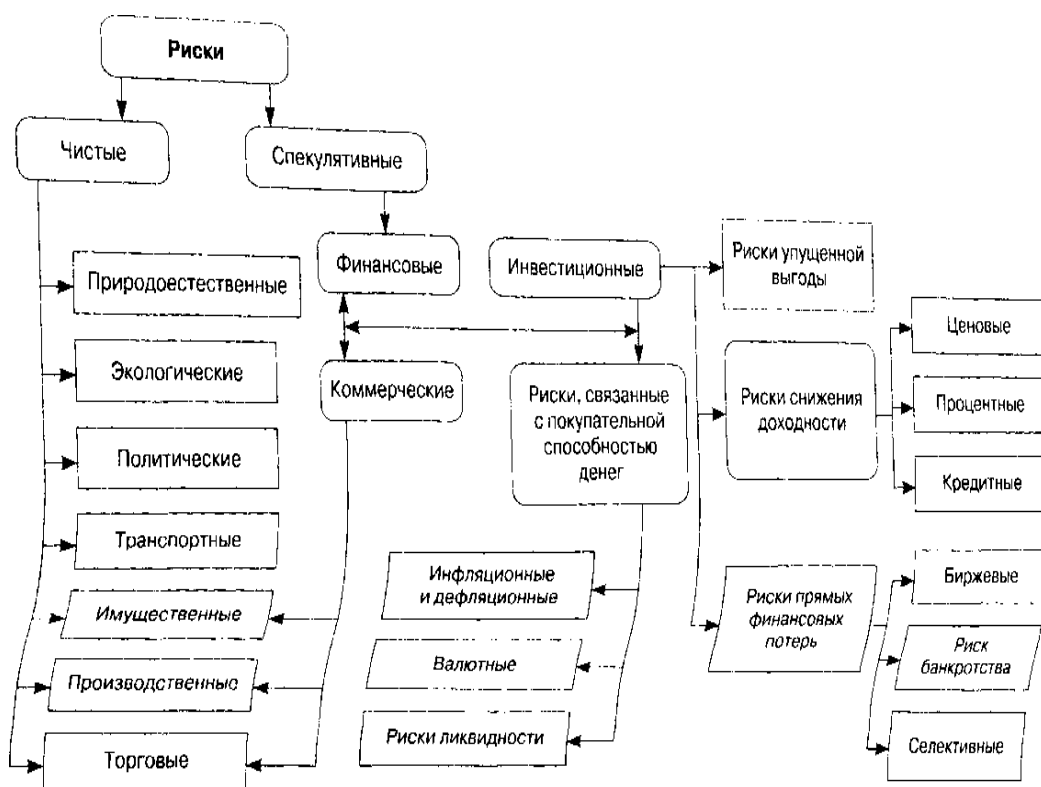 Риски
Чистые
Спекулятивные
Природоестественные
Экологические
Политические
Транспортные
Имущественные
Производственные
Торговые
Финансовые
Коммерческие
Инвестиционные
Риски, связанные
с покупательной
способностью
денег
Инфляционные
и дефляционные
Валютные
Риски ликвидности
Риски упущенной
выгоды
Риски снижения
доходности
Риски прямых
финансовых
потерь
Ценовые
Процентные
Кредитные
Биржевые
Риск
банкротства
Селективные